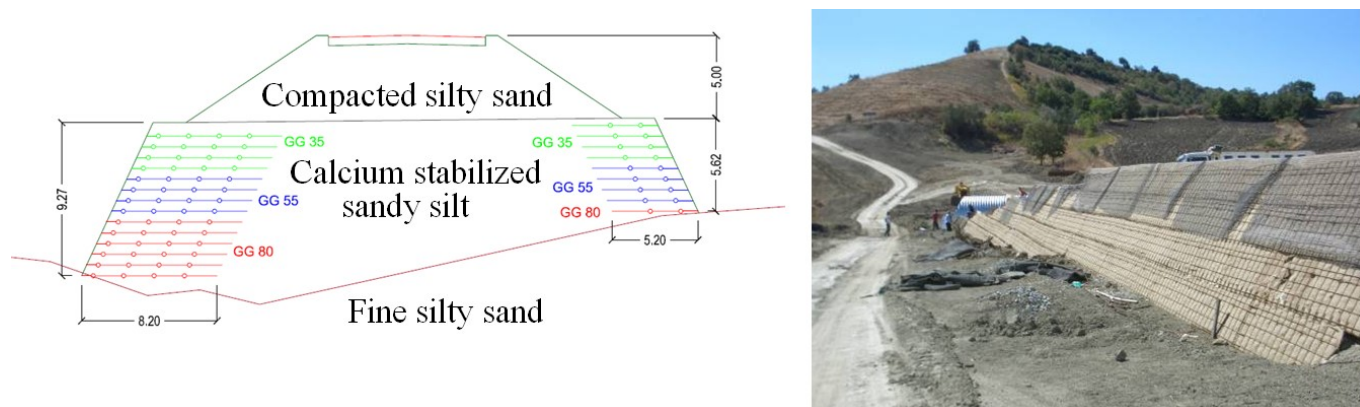 Compacted silty sand
5.00
GG 35
GG 35
Calcium stabilized
sandy silt
9.27
5.62
GG 55
GG 55
GG 80
GG 80
5.20
Fine silty sand
8.20